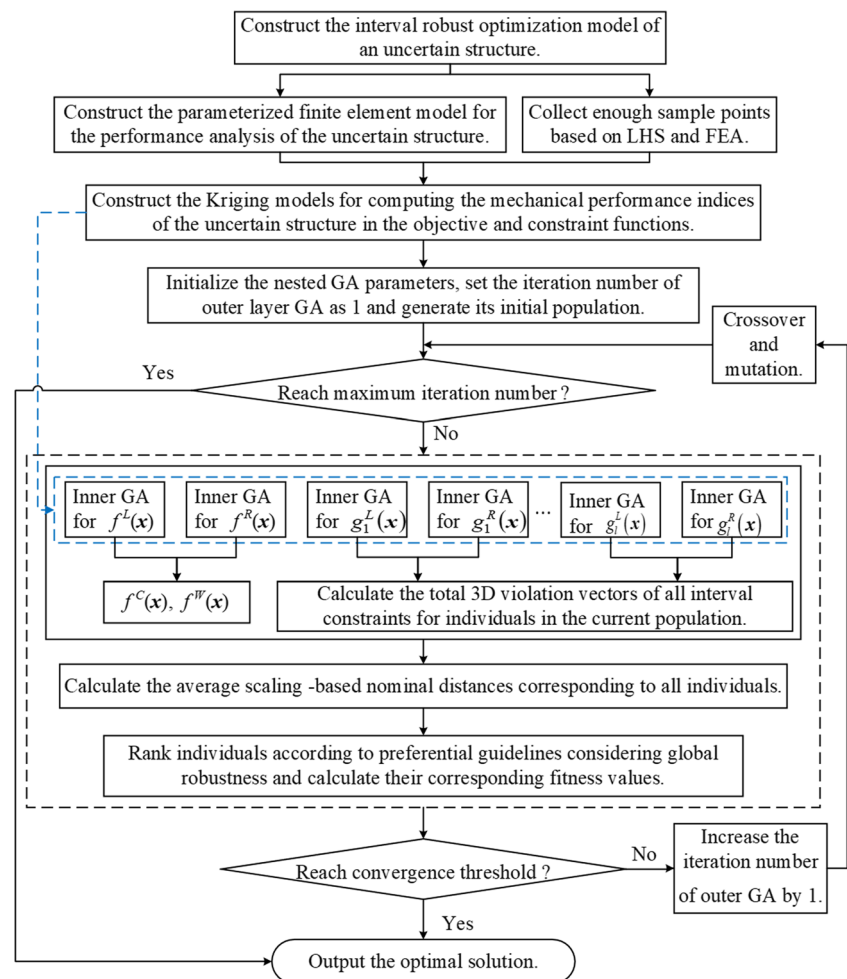 Construct the interval robust optimization model of
an uncertain structure.
Construct the parameterized finite element model for
the performance analysis of the uncertain structure.
Collect enough sample points
based on LHS and FEA.
Construct the Kriging models for computing the mechanical performance indices
of the uncertain structure in the objective and constraint functions.
Initialize the nested GA parameters, set the iteration number of
outer layer GA as 1 and generate its initial population.
Crossover
and
mutation.
Yes
Reach maximum iteration number ?
No
Inner GA
for f^L(x)
Inner GA
for f^R(x)
Inner GA
for g_1^L(x)
Inner GA
for g_1^R(x)
...
Inner GA
for g_l^L(x)
Inner GA
for g_l^R(x)
f^C(x), f^W(x)
Calculate the total 3D violation vectors of all interval
constraints for individuals in the current population.
Calculate the average scaling -based nominal distances corresponding to all individuals.
Rank individuals according to preferential guidelines considering global
robustness and calculate their corresponding fitness values.
Reach convergence threshold ?
No
Increase the
iteration number
of outer GA by 1.
Yes
Output the optimal solution.